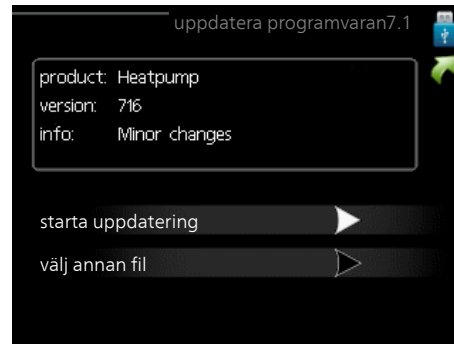 uppdatera programvaran7.1
product: Heatpump
version: 716
info: Minor changes
starta uppdatering
välj annan fil